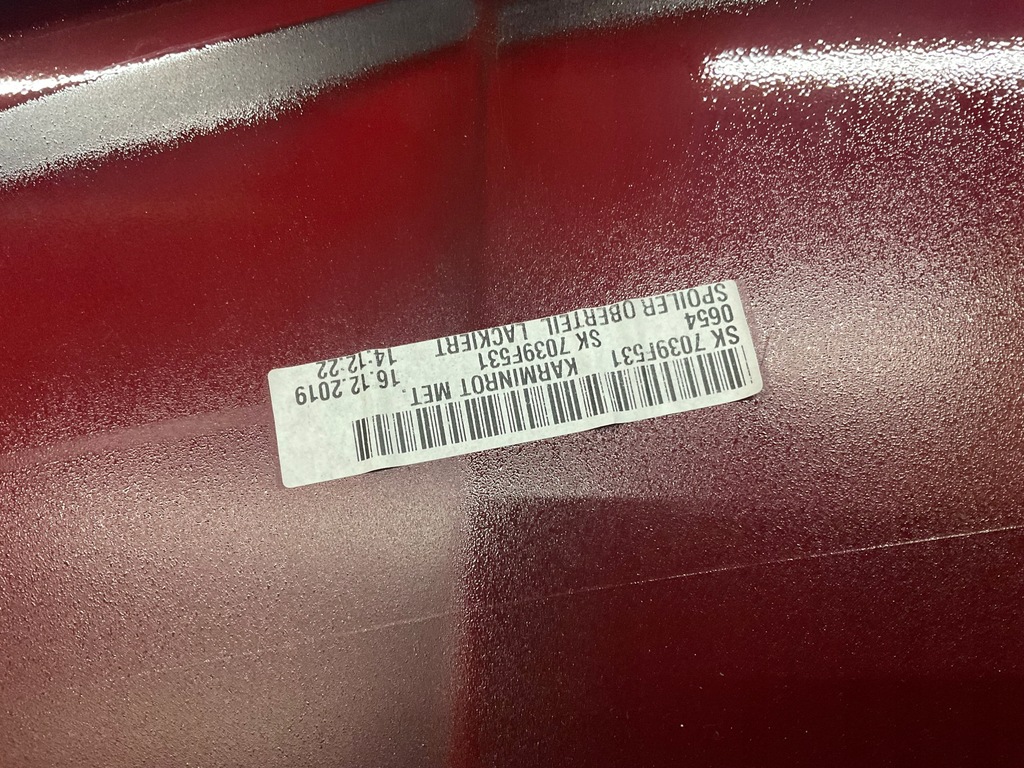 SK 7039F531 KARMINROT MET. 16.12.2019
0654 SK 7039F531 14:12:22
SPOILER OBERTEIL LACKIERT